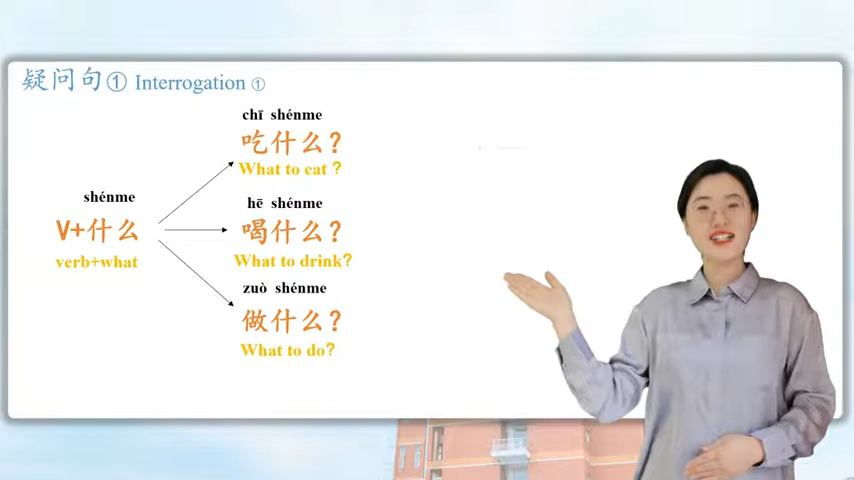 疑问句① Interrogation ①
chī shénme
吃什么？
What to eat ?
shénme
V+什么
verb+what
hē shénme
喝什么？
What to drink?
zuò shénme
做什么？
What to do?